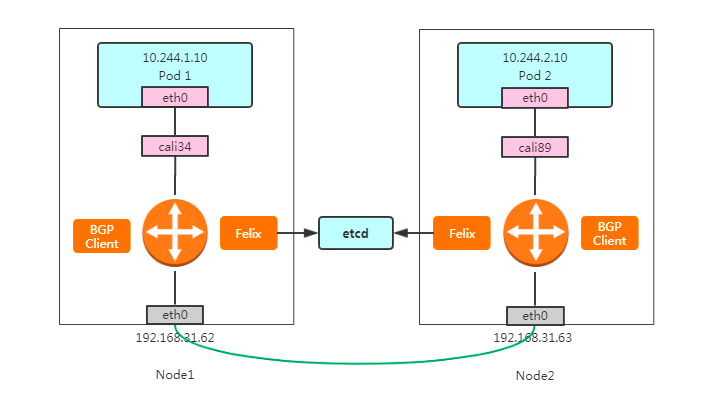 10.244.1.10
Pod 1
eth0
cali34
BGP
Client
Felix
eth0
192.168.31.62
Node1
etcd
10.244.2.10
Pod 2
eth0
cali89
Felix
BGP
Client
eth0
192.168.31.63
Node2